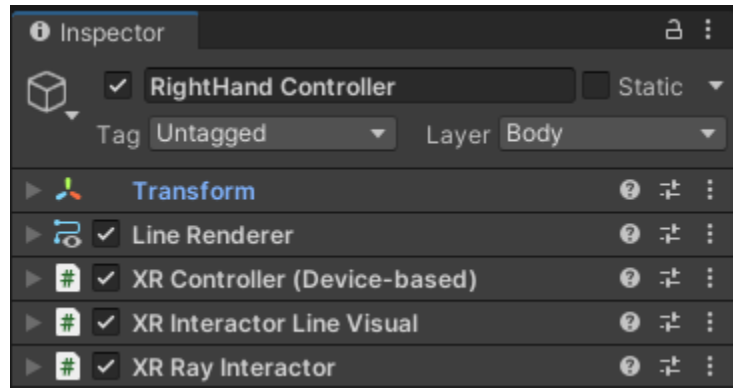 Inspector
RightHand Controller Static
Tag Untagged Layer Body
Transform
Line Renderer
# XR Controller (Device-based)
# XR Interactor Line Visual
# XR Ray Interactor